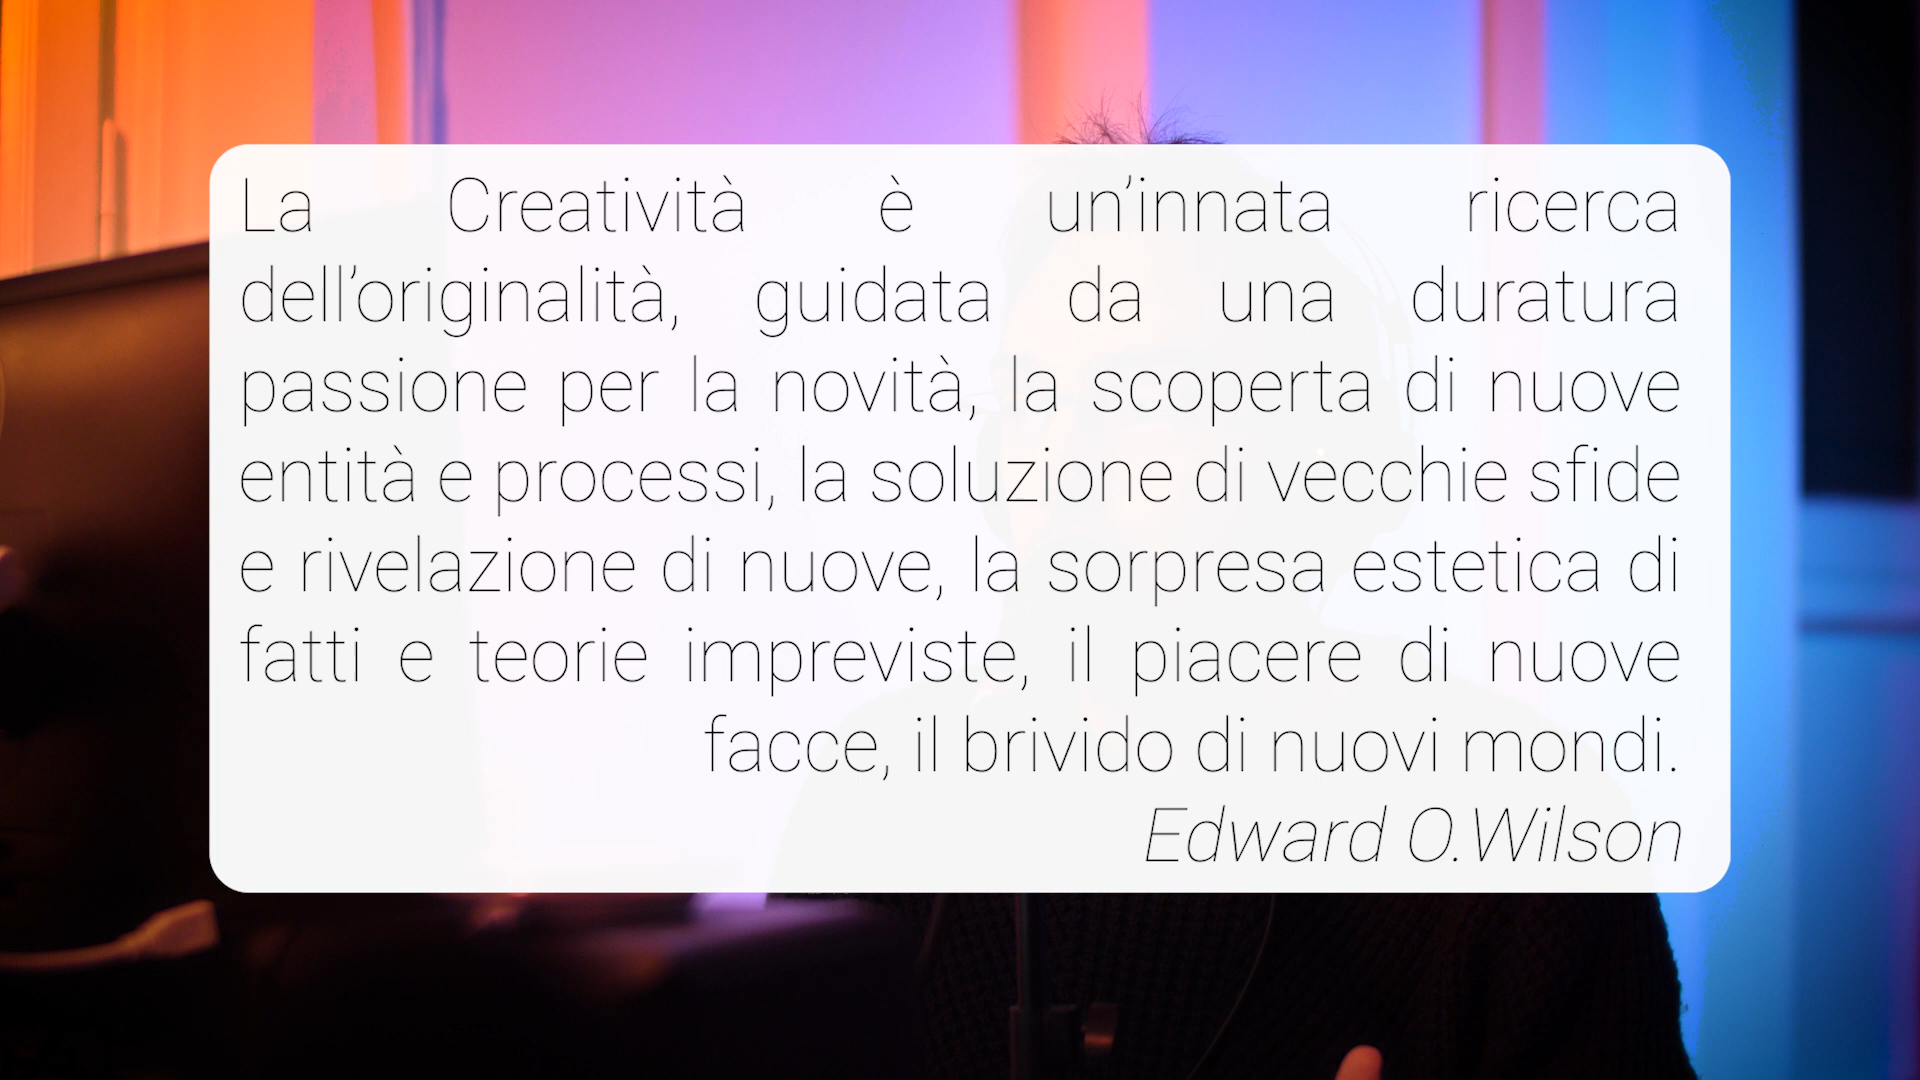 La Creatività è un’innata ricerca
dell’originalità, guidata da una duratura
passione per la novità, la scoperta di nuove
entità e processi, la soluzione di vecchie sfide
e rivelazione di nuove, la sorpresa estetica di
fatti e teorie impreviste, il piacere di nuove
facce, il brivido di nuovi mondi.
Edward O.Wilson